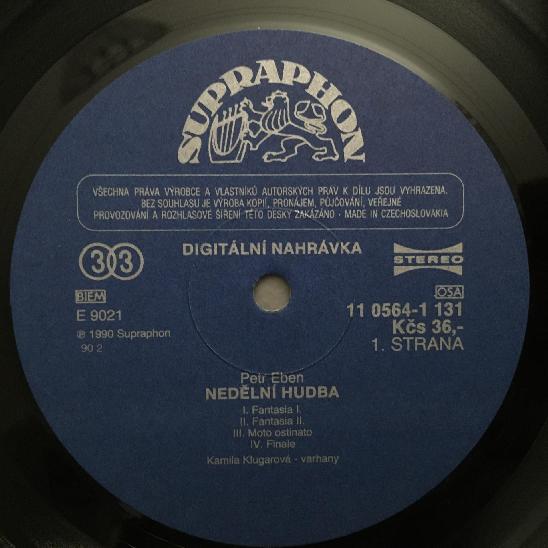 SUPRAPHON
VŠECHNA PRÁVA VÝROBCE A VLASTNÍKŮ AUTORSKÝCH PRÁV K DÍLU JSOU VYHRAZENA.
BEZ SOUHLASU JE VÝROBA KOPIÍ, PRONÁJEM, PŮJČOVÁNÍ, VEŘEJNÉ
PROVOZOVÁNÍ A ROZHLASOVÉ ŠÍŘENÍ TÉTO DESKY ZAKÁZÁNO · MADE IN CZECHOSLOVAKIA
33
DIGITÁLNÍ NAHRÁVKA
STEREO
BIEM
OSA
E 9021
11 0564-1 131
℗ 1990 Supraphon
Kčs 36,-
90 2
1. STRANA
Petr Eben
NEDĚLNÍ HUDBA
I. Fantasia I.
II. Fantasia II.
III. Moto ostinato
IV. Finale
Kamila Klugarová - varhany